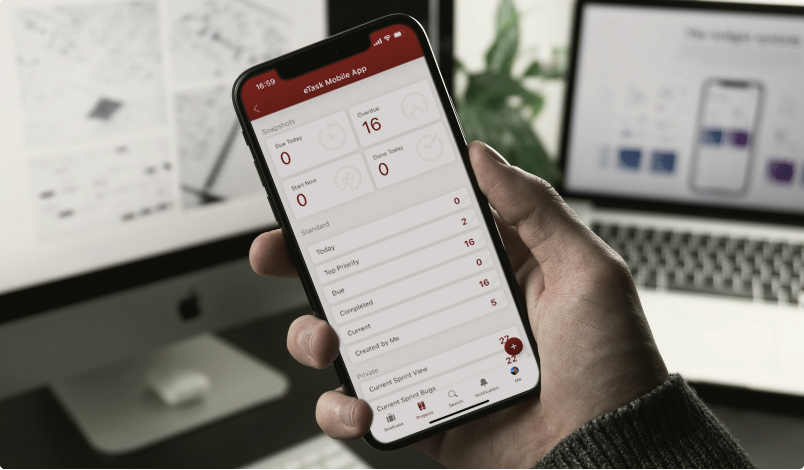 16:59
eTask Mobile App
Snapshots
Due Today
0
Overdue
16
Start Now
0
Done Today
0
Standard
Today 0
Top Priority 2
Due 16
Completed 0
Current 16
Created by Me 5
Private
Current Sprint View 27
Current Sprint Bugs 22
Briefcase
Projects
Search
Notification
Me